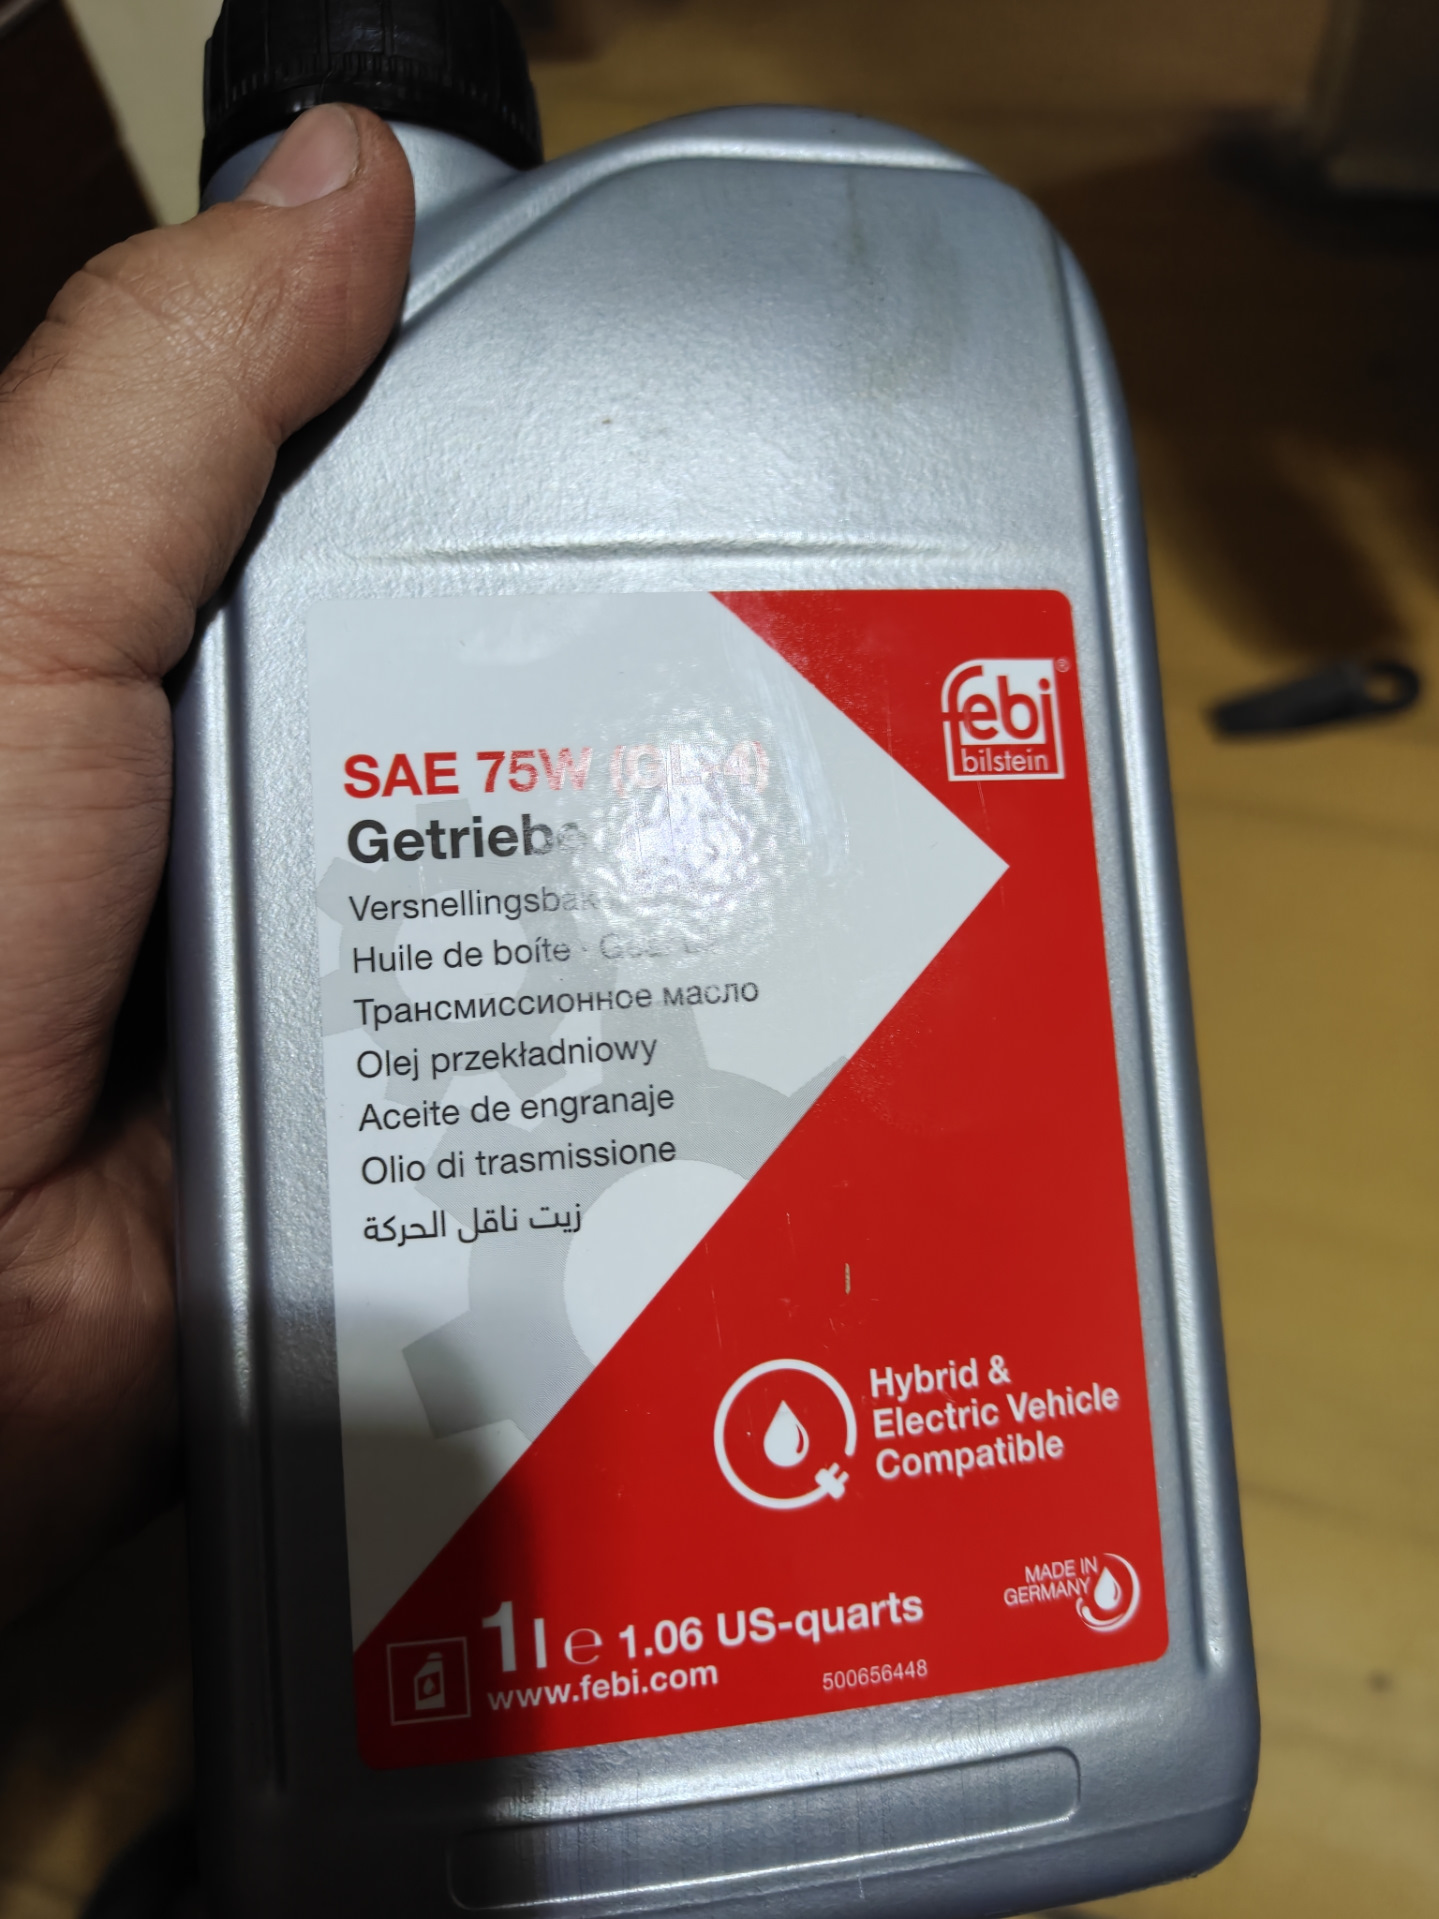 febi®
bilstein
SAE 75W (GL-4)
Getriebe
Versnellingsbak
Huile de boîte ·
Трансмиссионное масло
Olej przekładniowy
Aceite de engranaje
Olio di trasmissione
زيت ناقل الحركة
Hybrid &
Electric Vehicle
Compatible
MADE IN
GERMANY
1 l e 1.06 US-quarts
www.febi.com
500656448